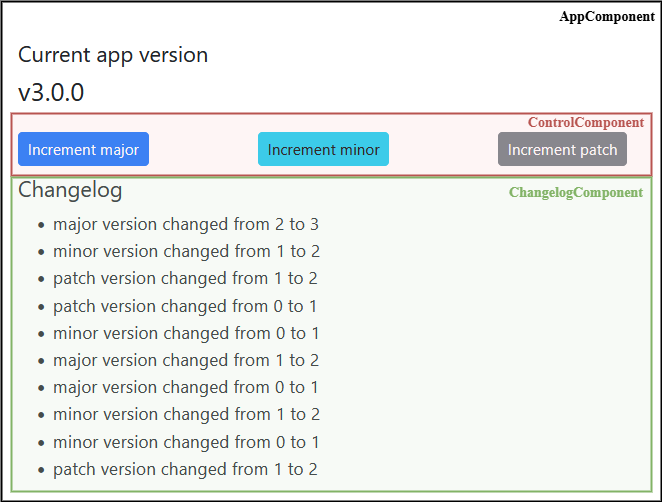 AppComponent
Current app version
v3.0.0
ControlComponent
Increment major
Increment minor
Increment patch
Changelog
ChangelogComponent
major version changed from 2 to 3
minor version changed from 1 to 2
patch version changed from 1 to 2
patch version changed from 0 to 1
minor version changed from 0 to 1
major version changed from 1 to 2
major version changed from 0 to 1
minor version changed from 1 to 2
minor version changed from 0 to 1
patch version changed from 1 to 2